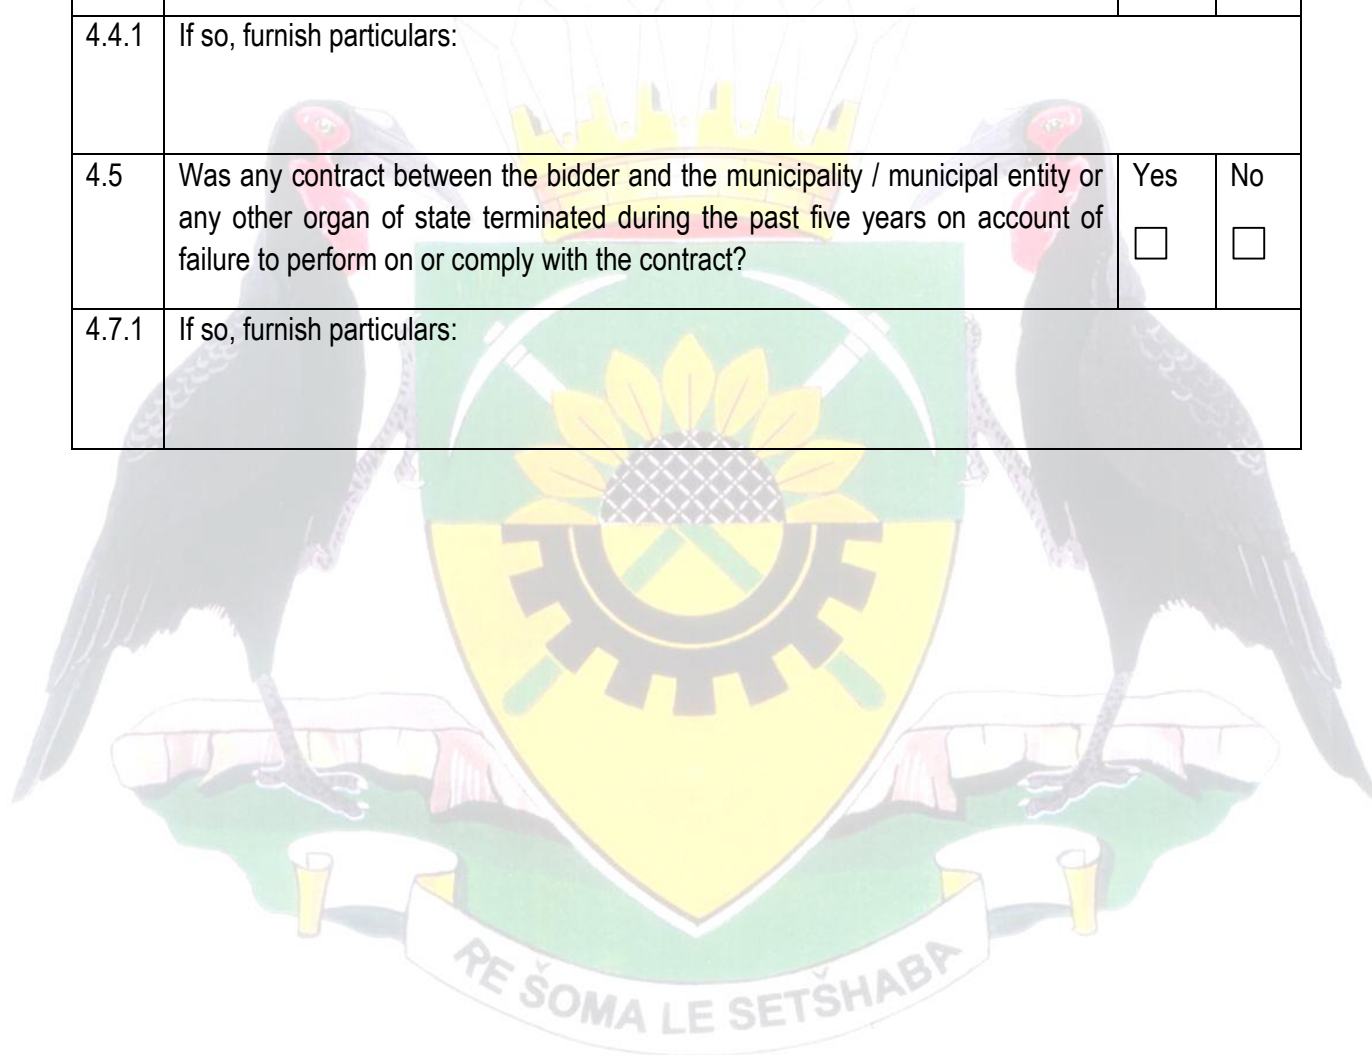 4.4.1 If so, furnish particulars:
4.5 Was any contract between the bidder and the municipality / municipal entity or Yes No
any other organ of state terminated during the past five years on account of
failure to perform on or comply with the contract?
4.7.1 If so, furnish particulars:
RE ŠOMA LE SETŠHABA